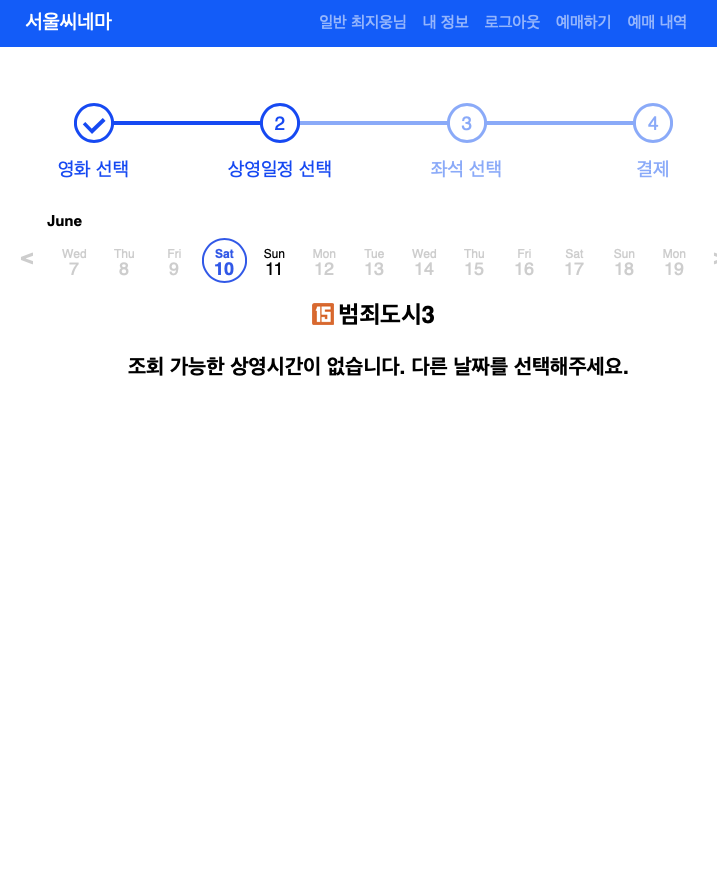 서울씨네마 일반 최지웅님 내 정보 로그아웃 예매하기 예매 내역
2 3 4
영화 선택 상영일정 선택 좌석 선택 결제
June
< Wed Thu Fri Sat Sun Mon Tue Wed Thu Fri Sat Sun Mon >
7 8 9 10 11 12 13 14 15 16 17 18 19
15 범죄도시3
조회 가능한 상영시간이 없습니다. 다른 날짜를 선택해주세요.